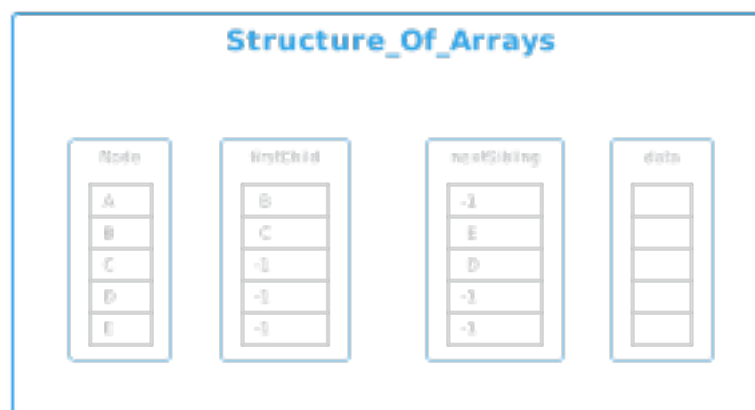 Structure_Of_Arrays
Node firstChild nextSibling data
A B -1
B C E
C -1 D
D -1 -1
E -1 -1